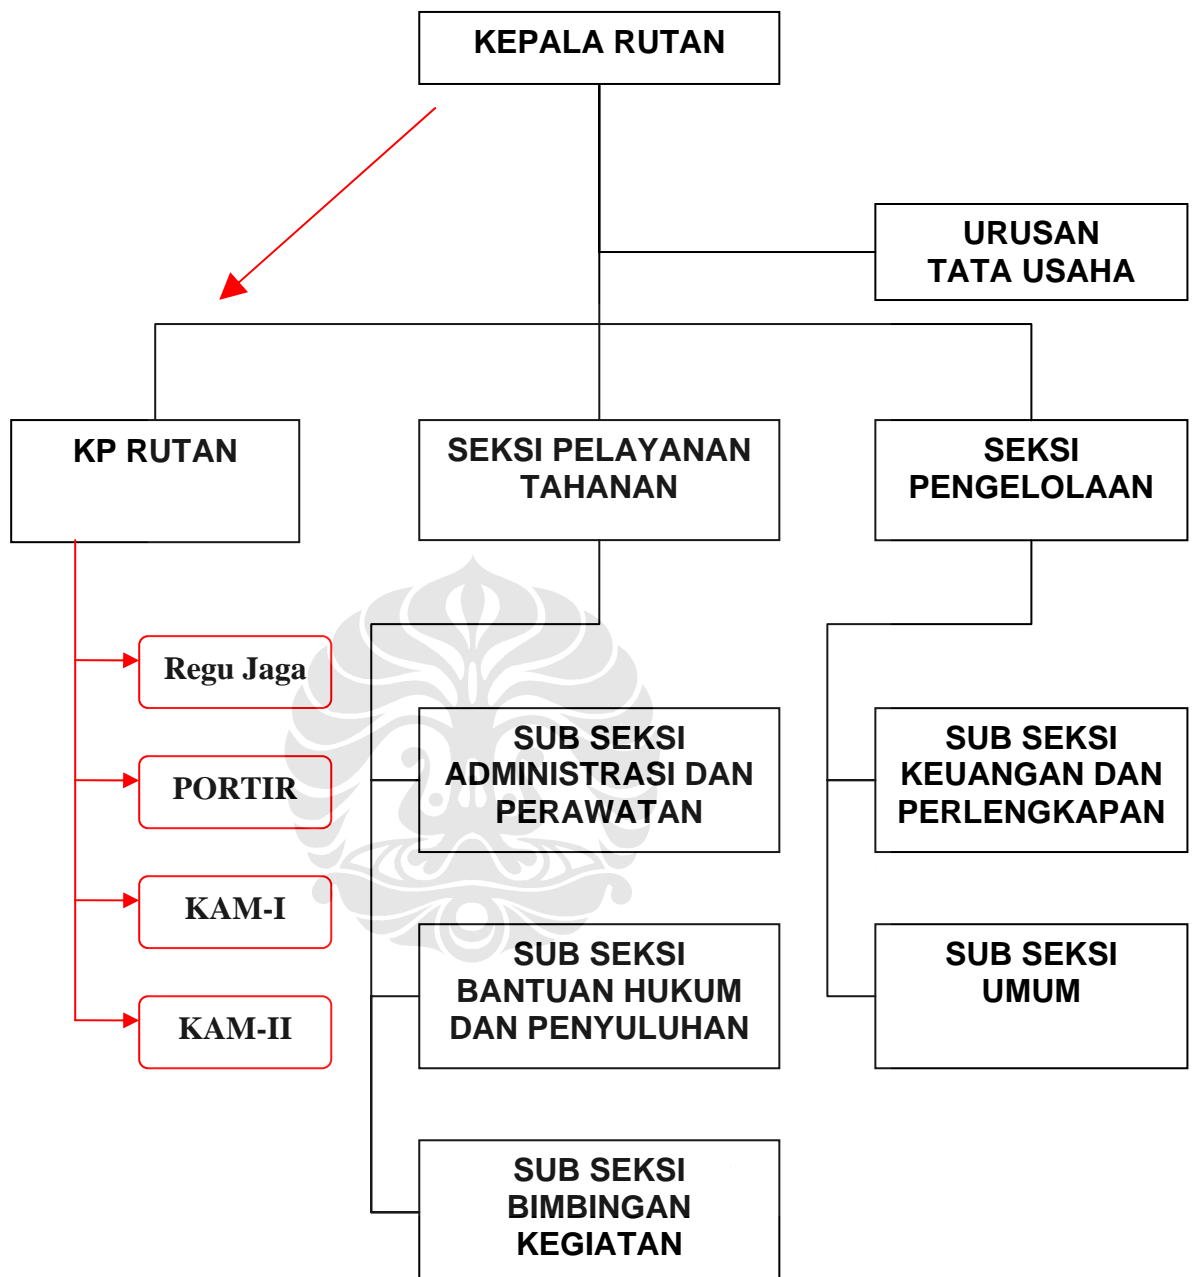 KEPALA RUTAN
URUSAN
TATA USAHA
KP RUTAN
SEKSI PELAYANAN
TAHANAN
SEKSI
PENGELOLAAN
Regu Jaga
PORTIR
KAM-I
KAM-II
SUB SEKSI
ADMINISTRASI DAN
PERAWATAN
SUB SEKSI
BANTUAN HUKUM
DAN PENYULUHAN
SUB SEKSI
BIMBINGAN
KEGIATAN
SUB SEKSI
KEUANGAN DAN
PERLENGKAPAN
SUB SEKSI
UMUM